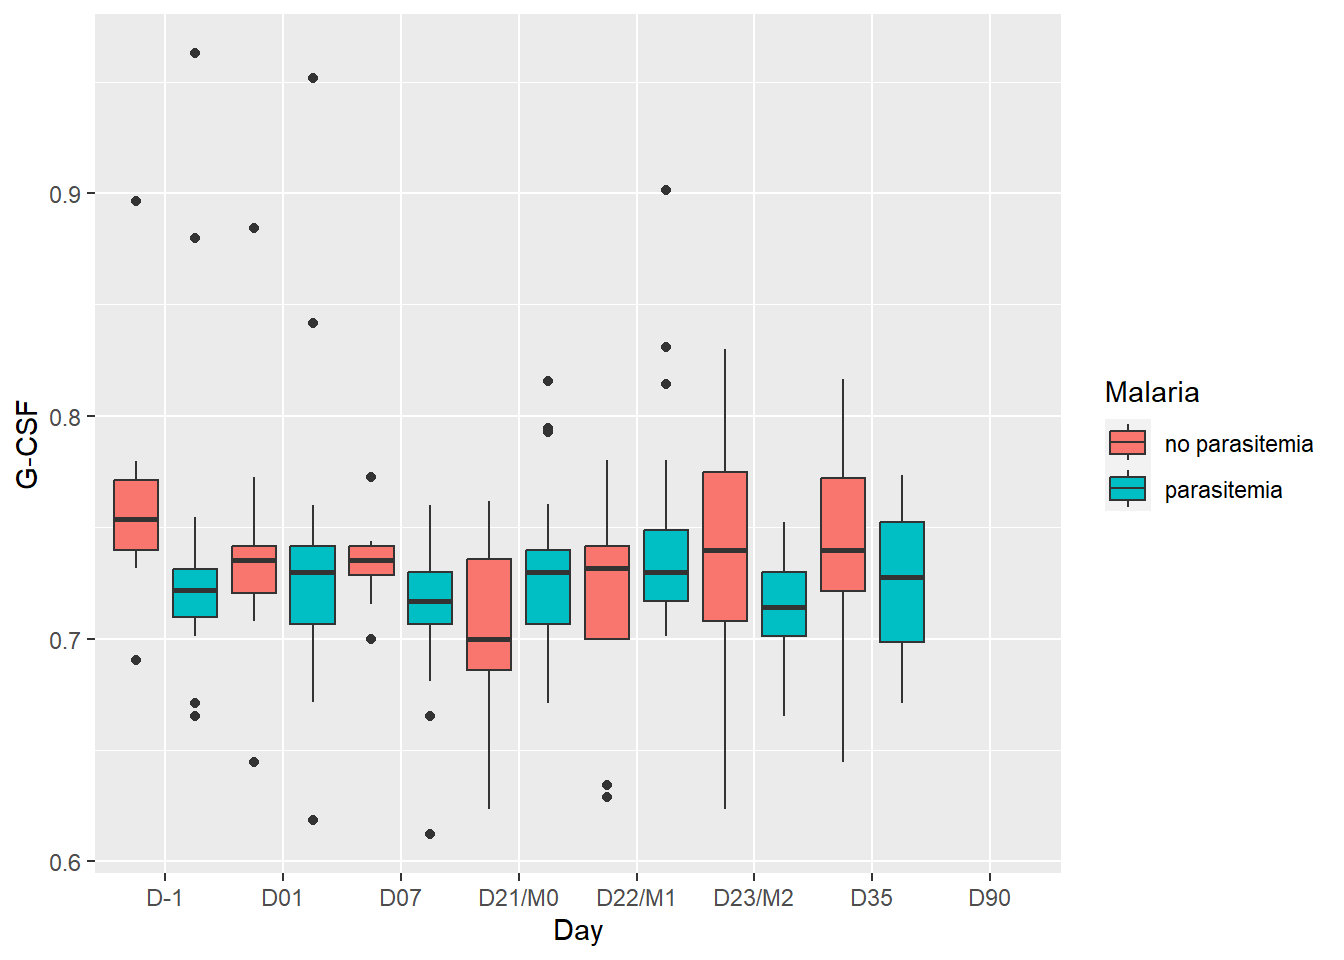 0.9
0.8
0.7
0.6
G-CSF
D-1 D01 D07 D21/M0 D22/M1 D23/M2 D35 D90
Day
Malaria
no parasitemia
parasitemia